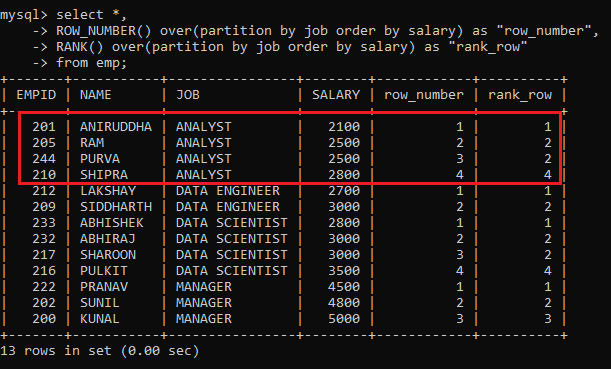 mysql> select *,
    -> ROW_NUMBER() over(partition by job order by salary) as "row_number",
    -> RANK() over(partition by job order by salary) as "rank_row"
    -> from emp;
+-------+-----------+----------------+--------+------------+----------+
| EMPID | NAME      | JOB            | SALARY | row_number | rank_row |
+-------+-----------+----------------+--------+------------+----------+
|   201 | ANIRUDDHA | ANALYST        |   2100 |          1 |        1 |
|   205 | RAM       | ANALYST        |   2500 |          2 |        2 |
|   244 | PURVA     | ANALYST        |   2500 |          3 |        2 |
|   210 | SHIPRA    | ANALYST        |   2800 |          4 |        4 |
|   212 | LAKSHAY   | DATA ENGINEER  |   2700 |          1 |        1 |
|   209 | SIDDHARTH | DATA ENGINEER  |   3000 |          2 |        2 |
|   233 | ABHISHEK  | DATA SCIENTIST |   2800 |          1 |        1 |
|   232 | ABHIRAJ   | DATA SCIENTIST |   3000 |          2 |        2 |
|   217 | SHAROON   | DATA SCIENTIST |   3000 |          3 |        2 |
|   216 | PULKIT    | DATA SCIENTIST |   3500 |          4 |        4 |
|   222 | PRANAV    | MANAGER        |   4500 |          1 |        1 |
|   202 | SUNIL     | MANAGER        |   4800 |          2 |        2 |
|   200 | KUNAL     | MANAGER        |   5000 |          3 |        3 |
+-------+-----------+----------------+--------+------------+----------+
13 rows in set (0.00 sec)